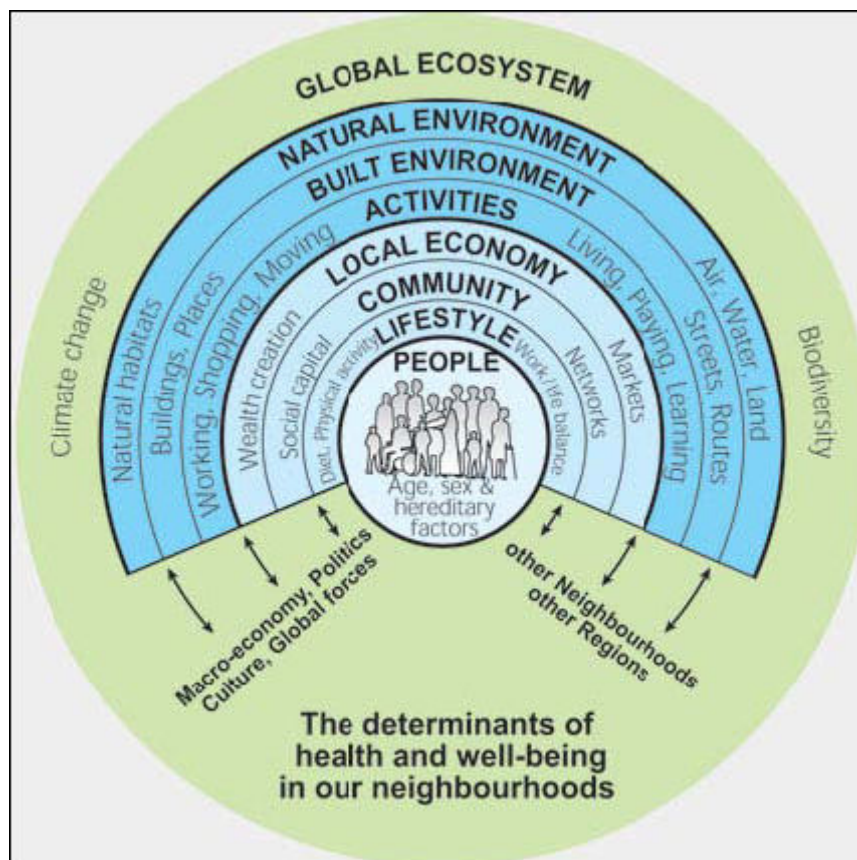 GLOBAL ECOSYSTEM
NATURAL ENVIRONMENT
BUILT ENVIRONMENT
ACTIVITIES
LOCAL ECONOMY
COMMUNITY
LIFESTYLE
PEOPLE
Climate change
Natural habitats
Buildings, Places
Working, Shopping, Moving
Wealth creation
Social capital
Diet, Physical activity
Work/life balance
Networks
Markets
Living, Playing, Learning
Streets, Routes
Air, Water, Land
Biodiversity
Age, sex &
hereditary
factors
Macro-economy, Politics
Culture, Global forces
other Neighbourhoods
other Regions
The determinants of
health and well-being
in our neighbourhoods